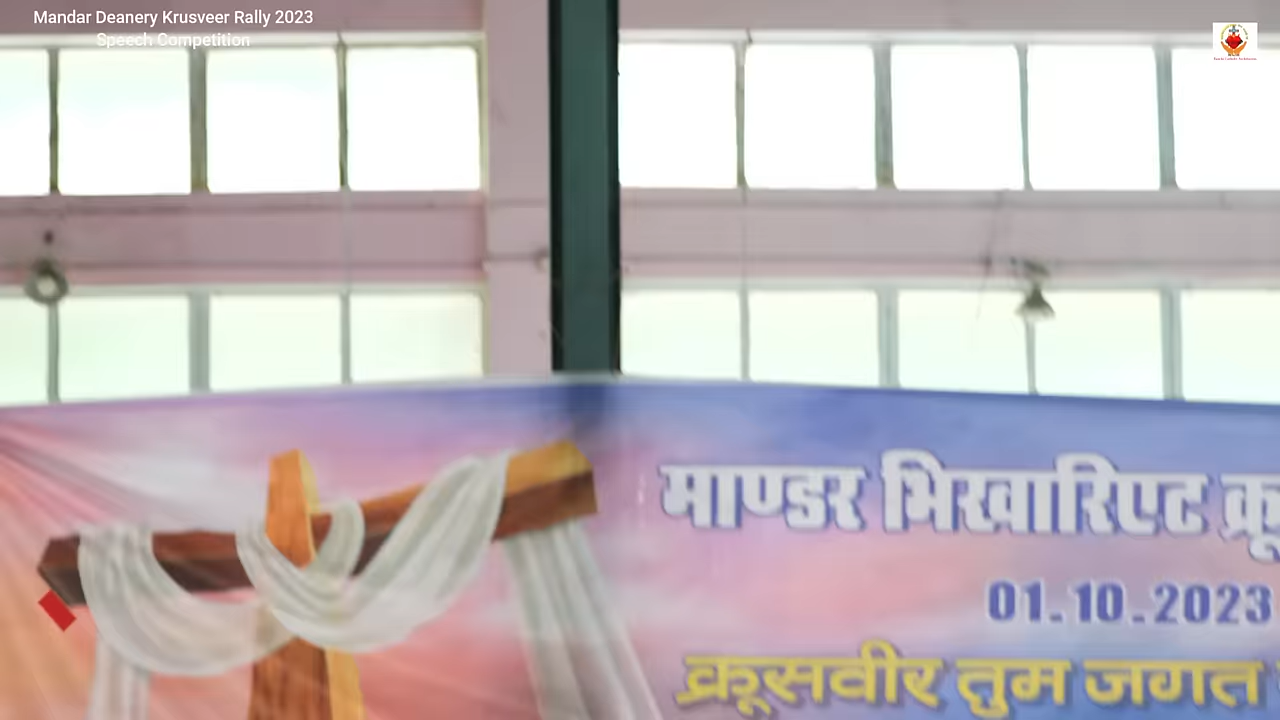 Mandar Deanery Krusveer Rally 2023
Speech Competition
माण्डर भिखारिएट
01.10.2023
क्रूसवीर तुम जगत